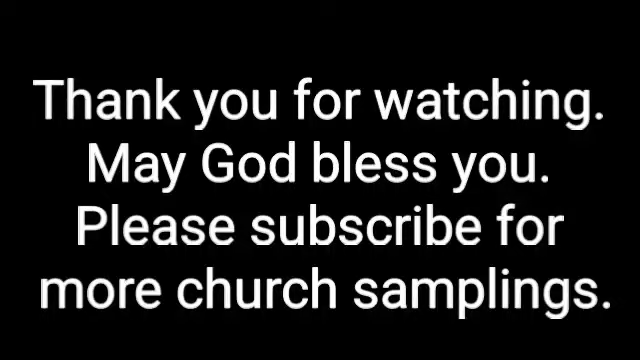 Thank you for watching.
May God bless you.
Please subscribe for
more church samplings.